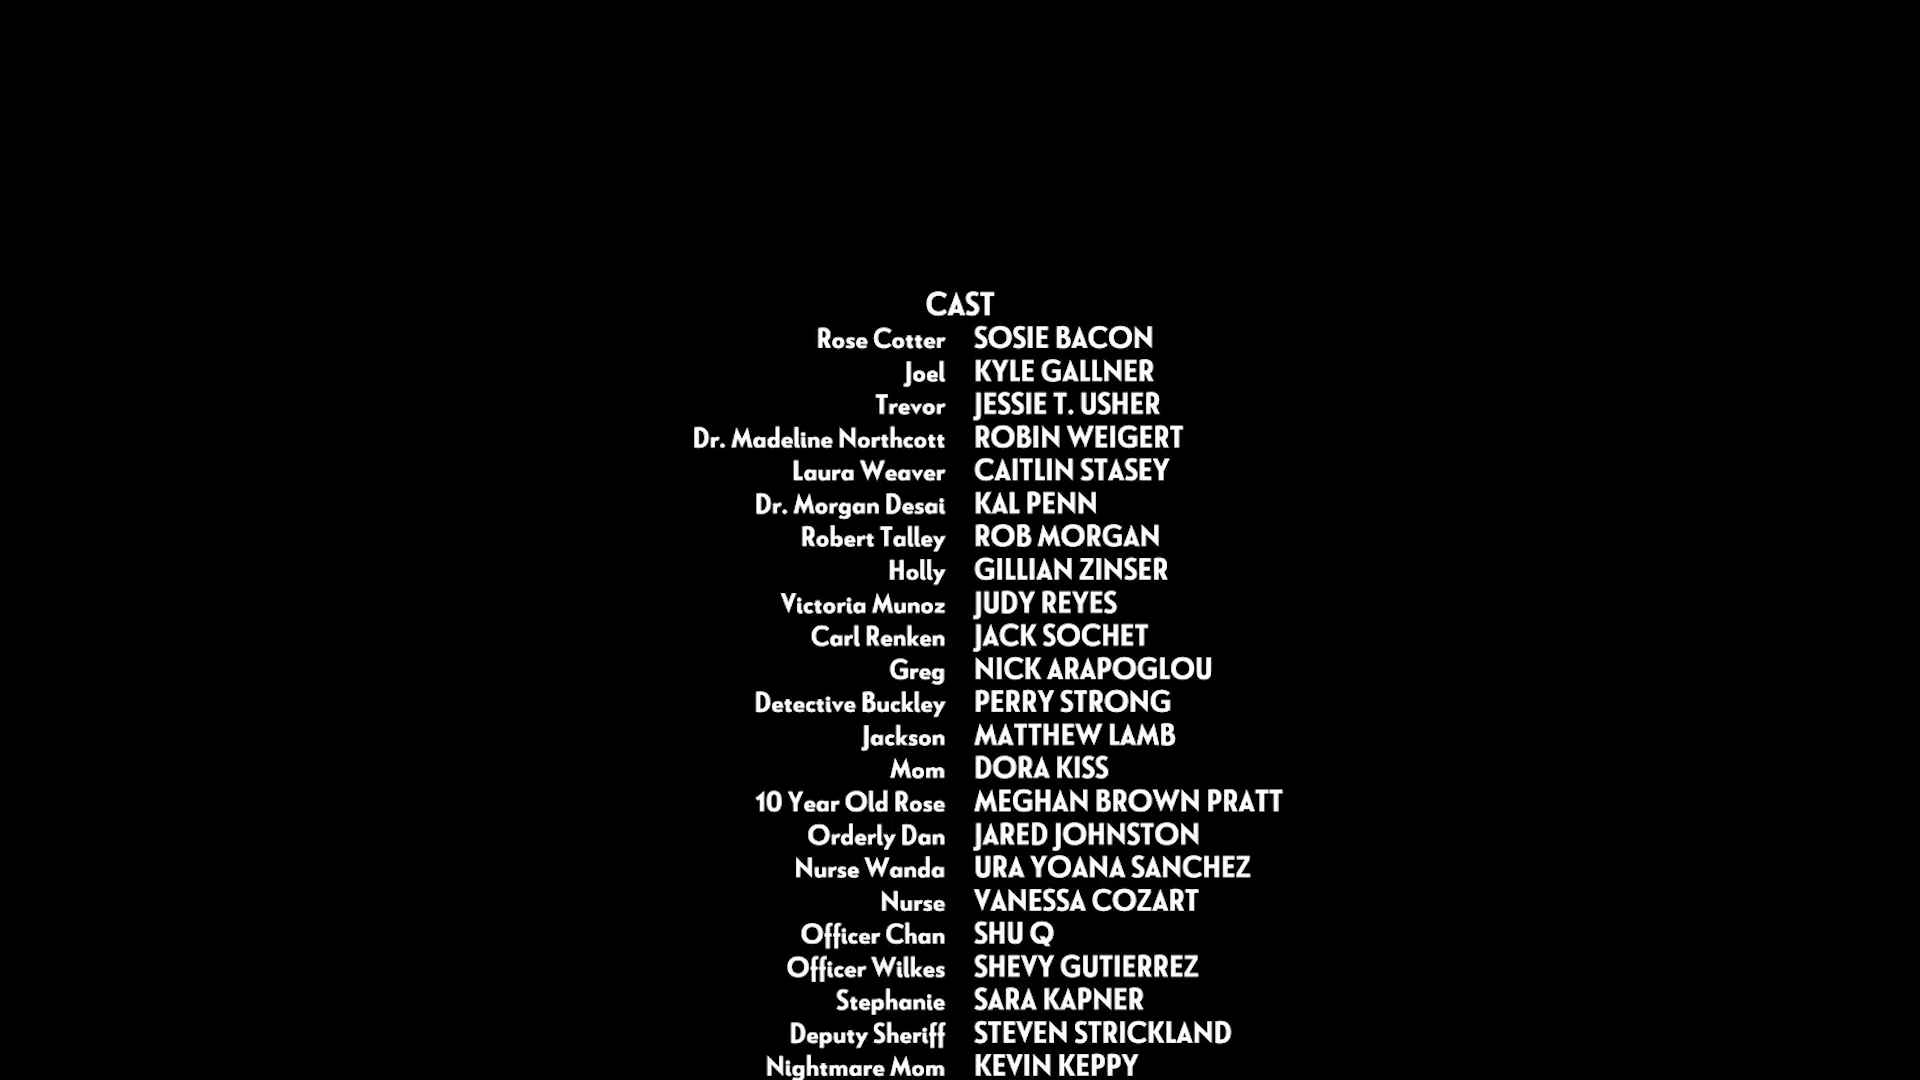 CAST
Rose Cotter SOSIE BACON
Joel KYLE GALLNER
Trevor JESSIE T. USHER
Dr. Madeline Northcott ROBIN WEIGERT
Laura Weaver CAITLIN STASEY
Dr. Morgan Desai KAL PENN
Robert Talley ROB MORGAN
Holly GILLIAN ZINSER
Victoria Munoz JUDY REYES
Carl Renken JACK SOCHET
Greg NICK ARAPOGLOU
Detective Buckley PERRY STRONG
Jackson MATTHEW LAMB
Mom DORA KISS
10 Year Old Rose MEGHAN BROWN PRATT
Orderly Dan JARED JOHNSTON
Nurse Wanda URA YOANA SANCHEZ
Nurse VANESSA COZART
Officer Chan SHU Q
Officer Wilkes SHEVY GUTIERREZ
Stephanie SARA KAPNER
Deputy Sheriff STEVEN STRICKLAND
Nightmare Mom KEVIN KEPPY